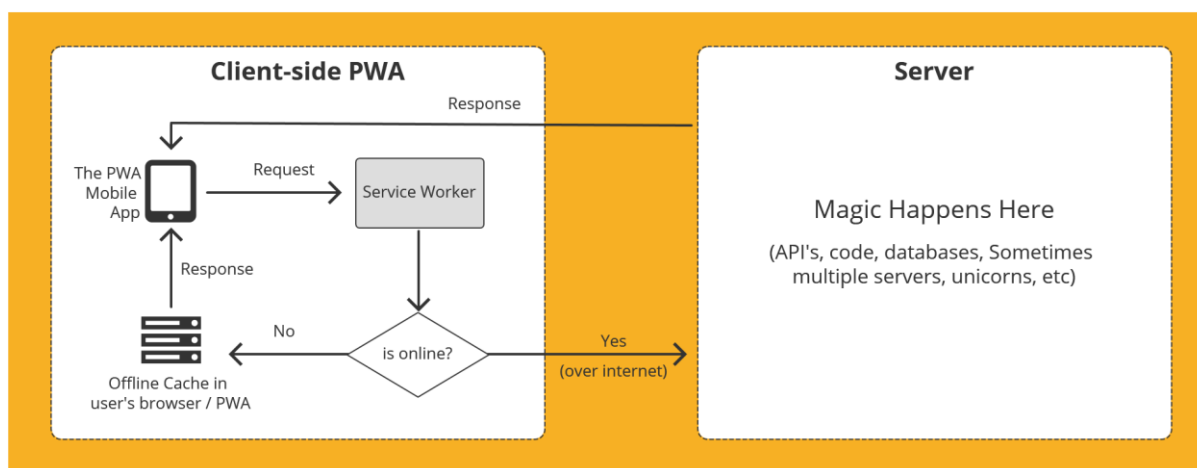 Client-side PWA
Response
The PWA
Mobile
App
Request
Service Worker
Response
No
is online?
Yes
(over internet)
Offline Cache in
user's browser / PWA
Server
Magic Happens Here
(API's, code, databases, Sometimes
multiple servers, unicorns, etc)